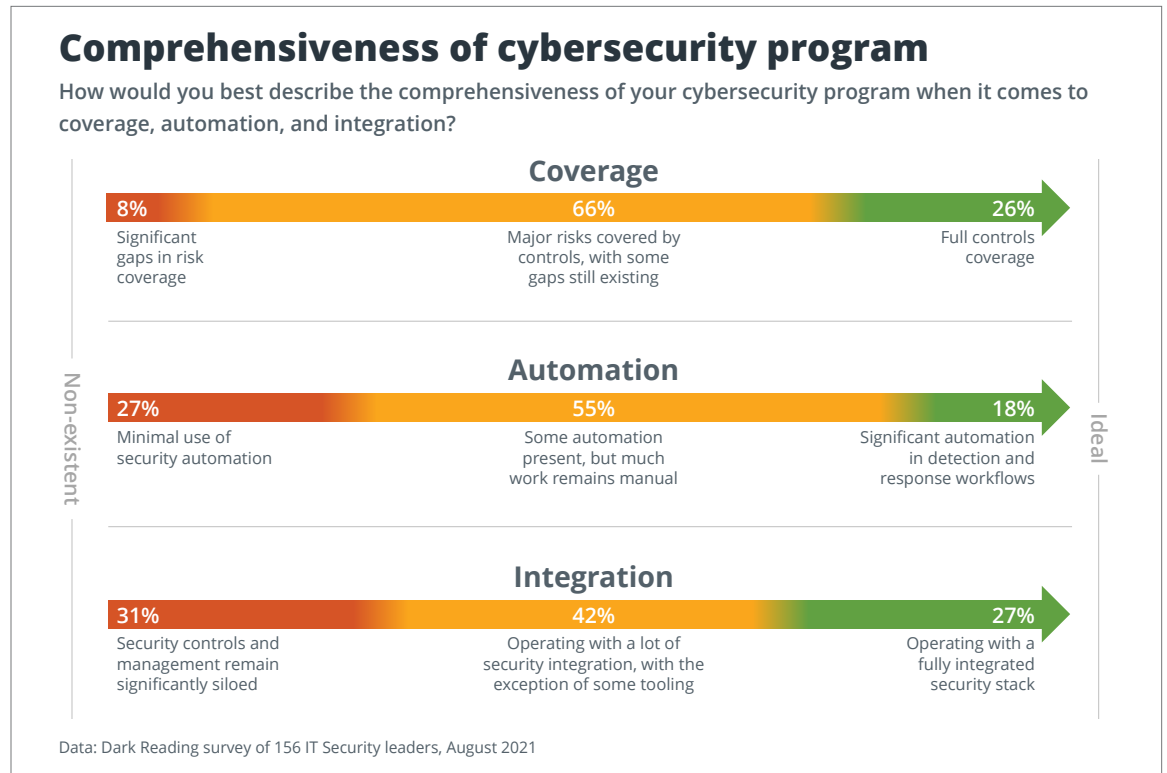 Comprehensiveness of cybersecurity program
How would you best describe the comprehensiveness of your cybersecurity program when it comes to
coverage, automation, and integration?
Coverage
8%
66%
26%
Significant
gaps in risk
coverage
Major risks covered by
controls, with some
gaps still existing
Full controls
coverage
Non-existent
Automation
27%
55%
18%
Minimal use of
security automation
Some automation
present, but much
work remains manual
Significant automation
in detection and
response workflows
Ideal
Integration
31%
42%
27%
Security controls and
management remain
significantly siloed
Operating with a lot of
security integration, with the
exception of some tooling
Operating with a
fully integrated
security stack
Data: Dark Reading survey of 156 IT Security leaders, August 2021